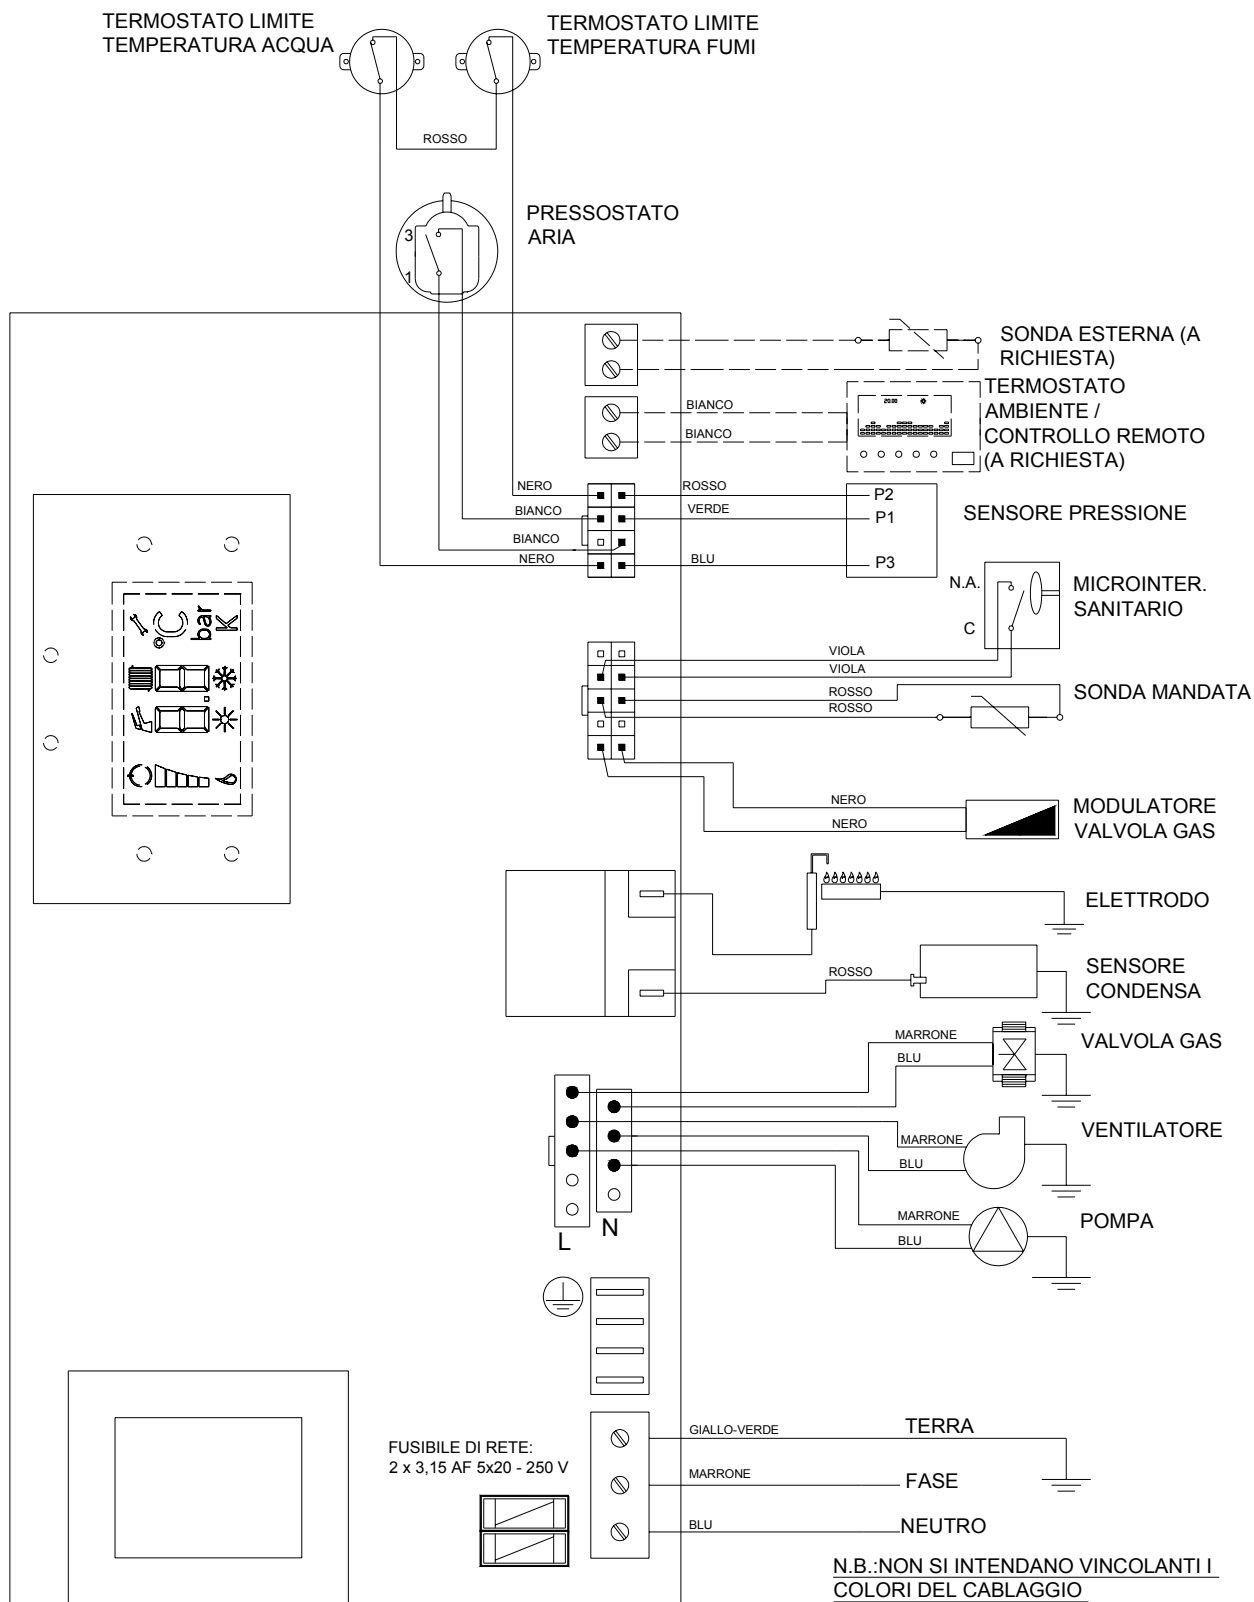 TERMOSTATO LIMITE
TEMPERATURA ACQUA
TERMOSTATO LIMITE
TEMPERATURA FUMI
ROSSO
PRESSOSTATO
ARIA
3
1
SONDA ESTERNA (A
RICHIESTA)
TERMOSTATO
AMBIENTE /
CONTROLLO REMOTO
(A RICHIESTA)
20:00
BIANCO
BIANCO
NERO
ROSSO
P2
BIANCO
VERDE
P1
SENSORE PRESSIONE
BIANCO
NERO
BLU
P3
N.A.
C
MICROINTER.
SANITARIO
°C
bar
K
VIOLA
VIOLA
ROSSO
ROSSO
SONDA MANDATA
NERO
NERO
MODULATORE
VALVOLA GAS
ELETTRODO
ROSSO
SENSORE
CONDENSA
MARRONE
BLU
VALVOLA GAS
MARRONE
BLU
VENTILATORE
MARRONE
BLU
POMPA
L
N
FUSIBILE DI RETE:
2 x 3,15 AF 5x20 - 250 V
GIALLO-VERDE
TERRA
MARRONE
FASE
BLU
NEUTRO
N.B.:NON SI INTENDANO VINCOLANTI I
COLORI DEL CABLAGGIO